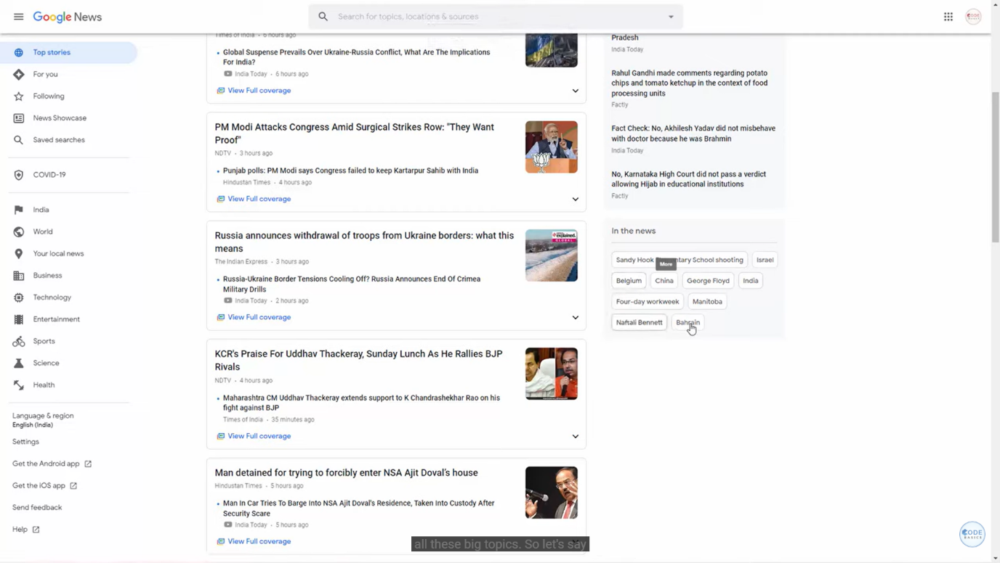 Google News
Search for topics, locations & sources
CODE
Top stories
For you
Following
News Showcase
Saved searches
COVID-19
India
World
Your local news
Business
Technology
Entertainment
Sports
Science
Health
Language & region
English (India)
Settings
Get the Android app
Get the iOS app
Send feedback
Help
Times of India • 6 hours ago
Global Suspense Prevails Over Ukraine-Russia Conflict, What Are The Implications
For India?
India Today • 6 hours ago
View Full coverage
PM Modi Attacks Congress Amid Surgical Strikes Row: "They Want
Proof"
NDTV • 3 hours ago
Punjab polls: PM Modi says Congress failed to keep Kartarpur Sahib with India
Hindustan Times • 4 hours ago
View Full coverage
Russia announces withdrawal of troops from Ukraine borders: what this
means
The Indian Express • 3 hours ago
explained.
GLOBAL
Russia-Ukraine Border Tensions Cooling Off? Russia Announces End Of Crimea
Military Drills
India Today • 2 hours ago
View Full coverage
KCR's Praise For Uddhav Thackeray, Sunday Lunch As He Rallies BJP
Rivals
NDTV • 4 hours ago
Maharashtra CM Uddhav Thackeray extends support to K Chandrashekhar Rao on his
fight against BJP
Times of India • 35 minutes ago
View Full coverage
Man detained for trying to forcibly enter NSA Ajit Doval's residence
Hindustan Times • 5 hours ago
Man In Car Tries To Barge Into NSA Ajit Doval's Residence, Taken Into Custody After
Security Scare
India Today • 5 hours ago
View Full coverage
Pradesh
India Today
Rahul Gandhi made comments regarding potato
chips and tomato ketchup in the context of food
processing units
Factly
Fact Check: No, Akhilesh Yadav did not misbehave
with doctor because he was Brahmin
India Today
No, Karnataka High Court did not pass a verdict
allowing Hijab in educational institutions
Factly
In the news
Sandy Hook Elementary School shooting Israel
More
Belgium China George Floyd India
Four-day workweek Manitoba
Naftali Bennett Bahrain
all these big topics. So let's say
CODE
BASICS